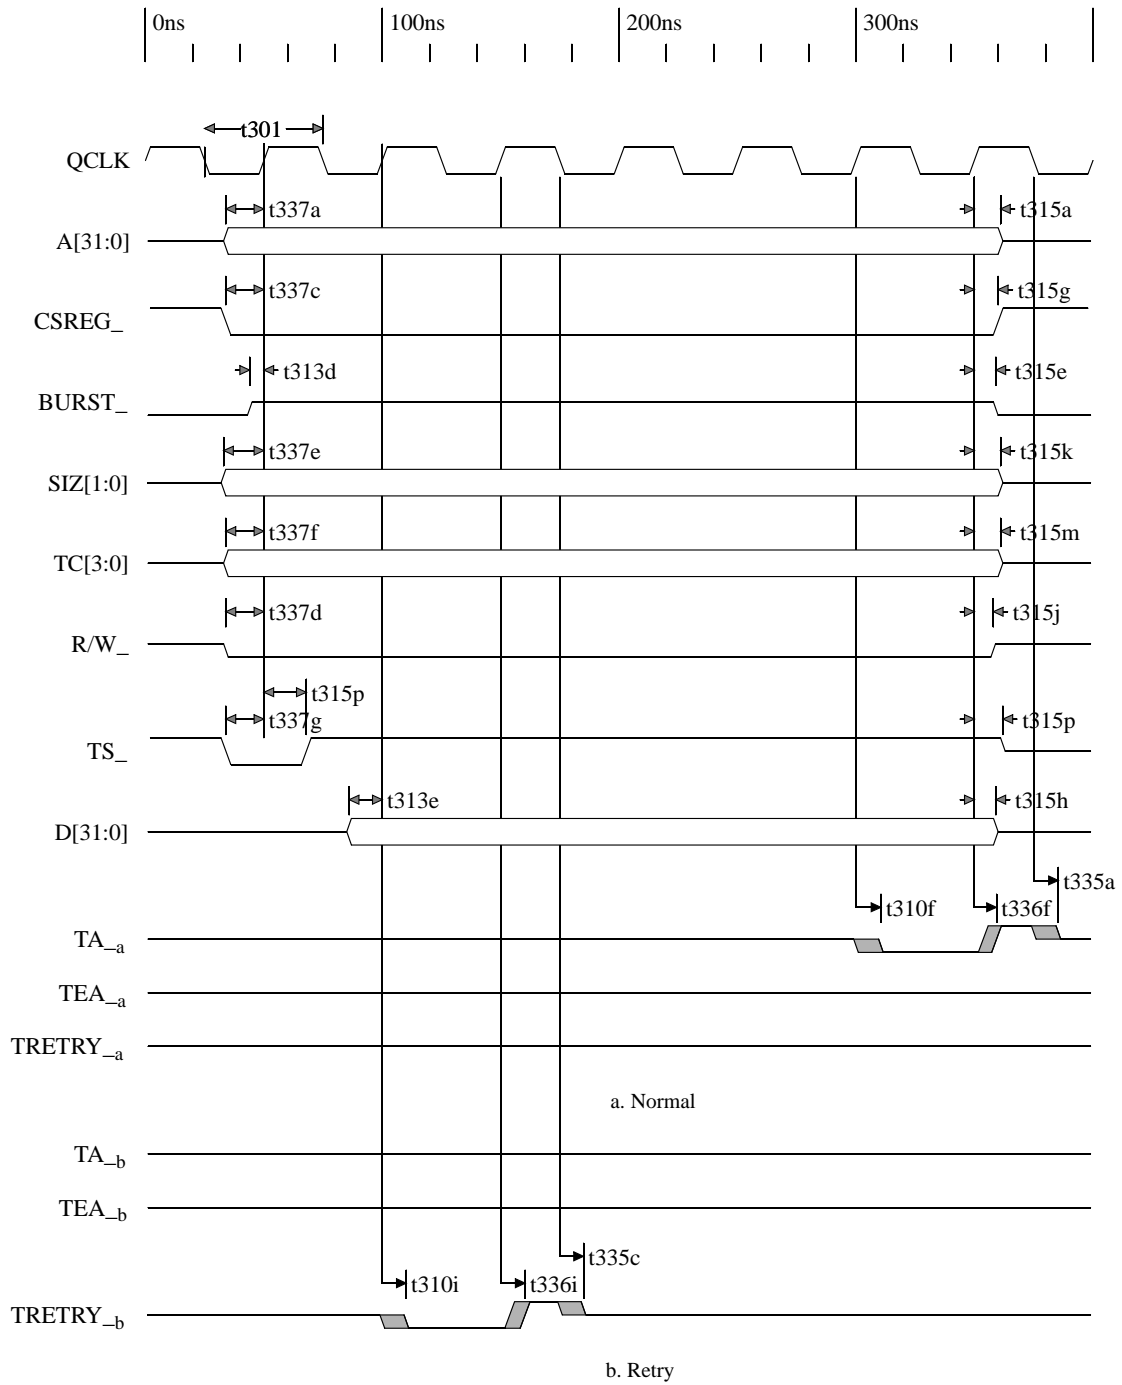 0ns 100ns 200ns 300ns
t301
QCLK
t337a t315a
A[31:0]
t337c t315g
CSREG_
t313d t315e
BURST_
t337e t315k
SIZ[1:0]
t337f t315m
TC[3:0]
t337d t315j
R/W_
t315p
t337g t315p
TS_
t313e t315h
D[31:0]
t335a
t310f t336f
TA_a
TEA_a
TRETRY_a
a. Normal
TA_b
TEA_b
t335c
t310i t336i
TRETRY_b
b. Retry